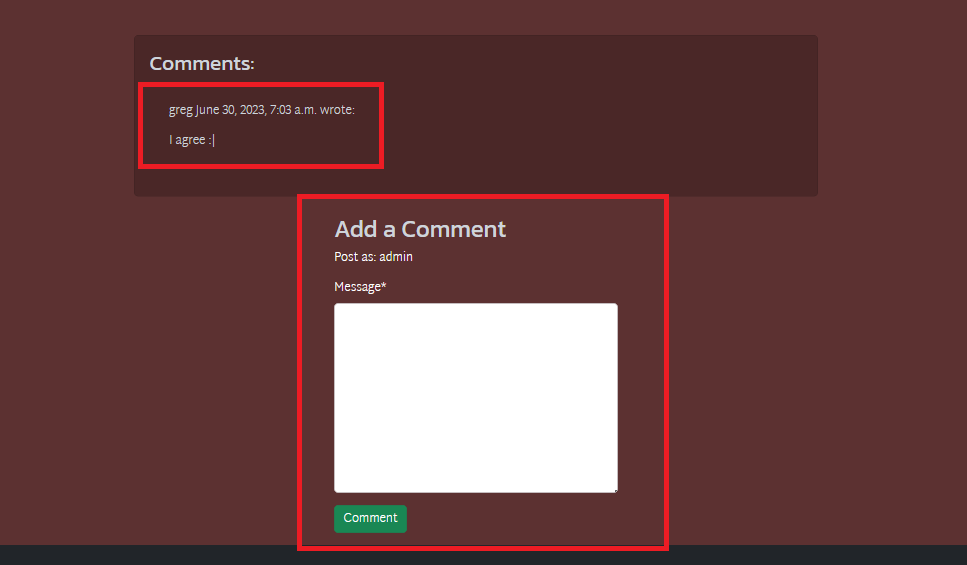 Comments:
greg June 30, 2023, 7:03 a.m. wrote:
I agree :|
Add a Comment
Post as: admin
Message*
Comment